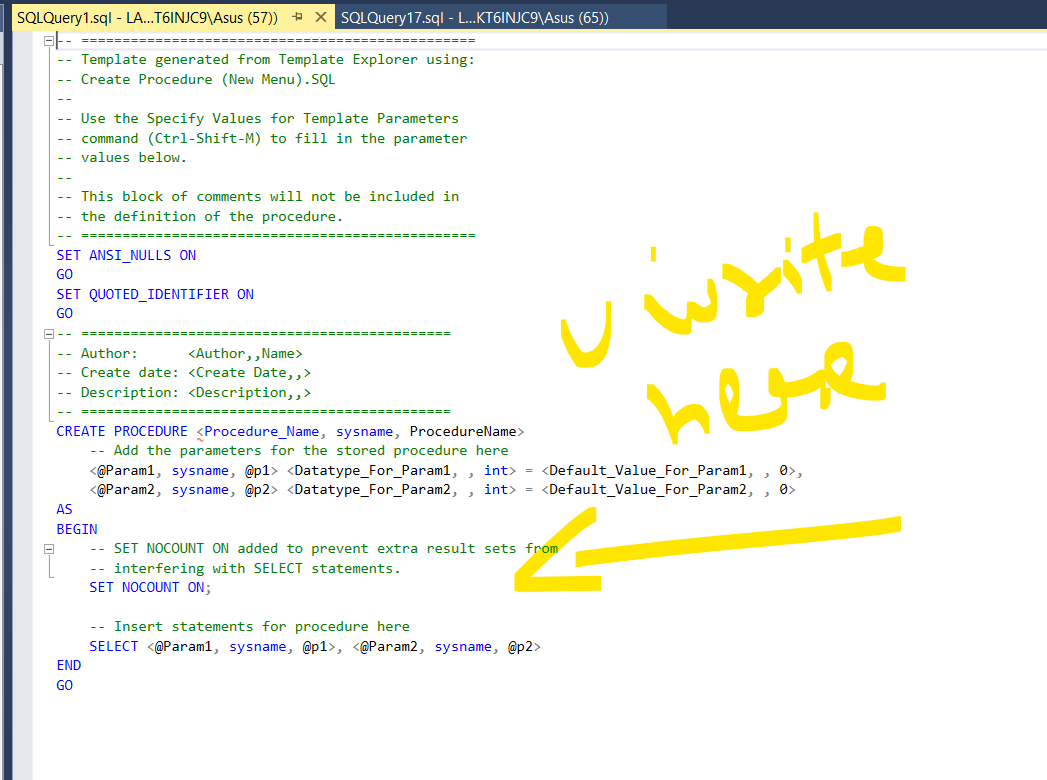 SQLQuery1.sql - LA...T6INJC9\Asus (57)) SQLQuery17.sql - L...KT6INJC9\Asus (65))
-- ================================================
-- Template generated from Template Explorer using:
-- Create Procedure (New Menu).SQL
--
-- Use the Specify Values for Template Parameters
-- command (Ctrl-Shift-M) to fill in the parameter
-- values below.
--
-- This block of comments will not be included in
-- the definition of the procedure.
-- ================================================
SET ANSI_NULLS ON
GO
SET QUOTED_IDENTIFIER ON
GO
-- =============================================
-- Author:      <Author,,Name>
-- Create date: <Create Date,,>
-- Description: <Description,,>
-- =============================================
CREATE PROCEDURE <Procedure_Name, sysname, ProcedureName>
    -- Add the parameters for the stored procedure here
    <@Param1, sysname, @p1> <Datatype_For_Param1, , int> = <Default_Value_For_Param1, , 0>,
    <@Param2, sysname, @p2> <Datatype_For_Param2, , int> = <Default_Value_For_Param2, , 0>
AS
BEGIN
    -- SET NOCOUNT ON added to prevent extra result sets from
    -- interfering with SELECT statements.
    SET NOCOUNT ON;

    -- Insert statements for procedure here
    SELECT <@Param1, sysname, @p1>, <@Param2, sysname, @p2>
END
GO
U write
here